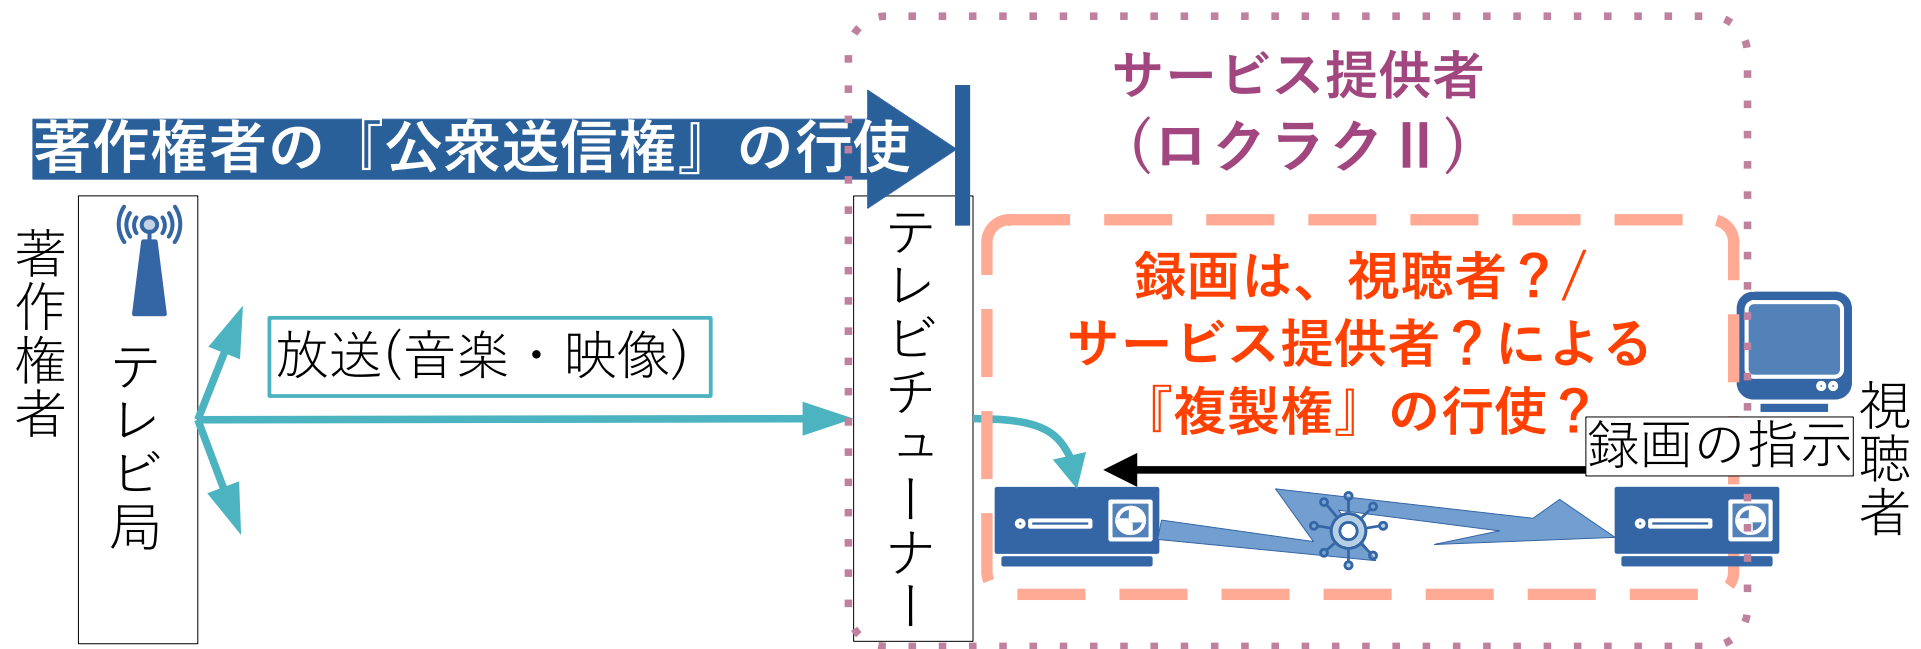 サービス提供者
(ロクラクⅡ)
著作権者の『公衆送信権』の行使
著作権者
テレビ局
放送(音楽・映像)
テレビチューナー
録画は、視聴者？/
サービス提供者？による
『複製権』の行使？
録画の指示
視聴者